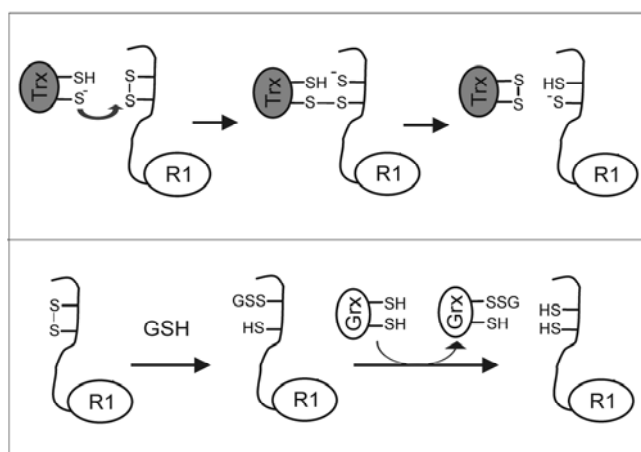 Trx SH S- S S R1
Trx SH -S S S R1
Trx S S HS -S R1
S S R1
GSH
GSS HS R1
Grx SH SH
Grx SSG SH
HS HS R1